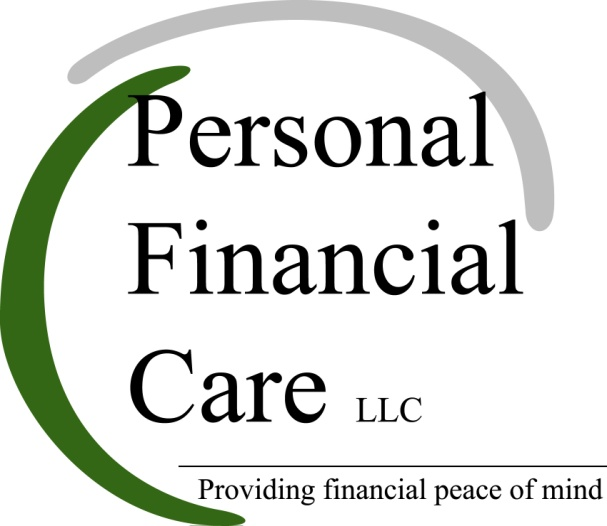 Personal
Financial
Care LLC
Providing financial peace of mind